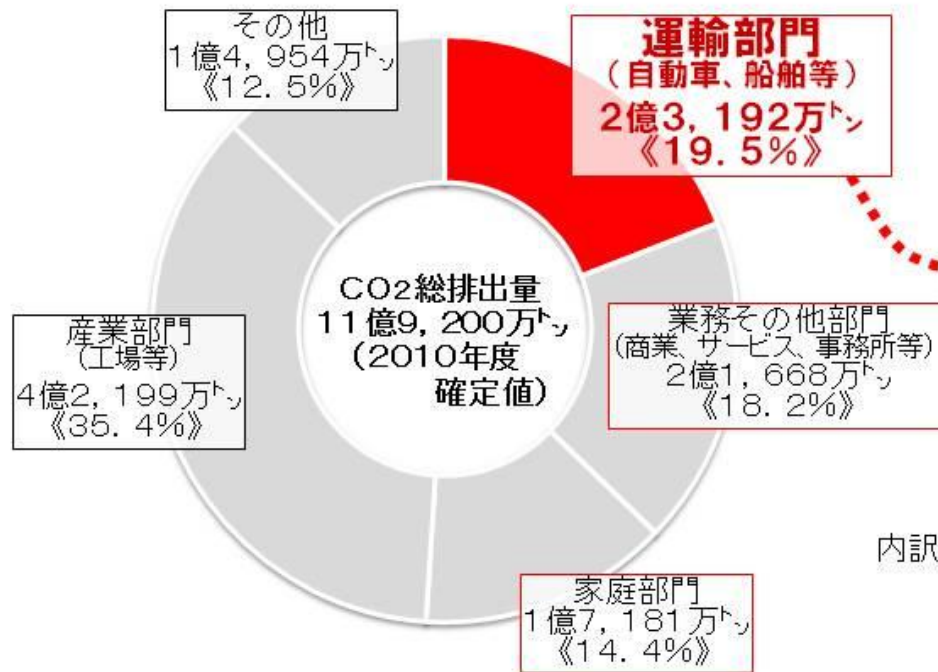 その他
1億4,954万トン
《12.5%》
運輸部門
(自動車、船舶等)
2億3,192万トン
《19.5%》
CO2総排出量
11億9,200万トン
(2010年度
確定値)
産業部門
(工場等)
4億2,199万トン
《35.4%》
業務その他部門
(商業、サービス、事務所等)
2億1,668万トン
《18.2%》
家庭部門
1億7,181万トン
《14.4%》
内訳